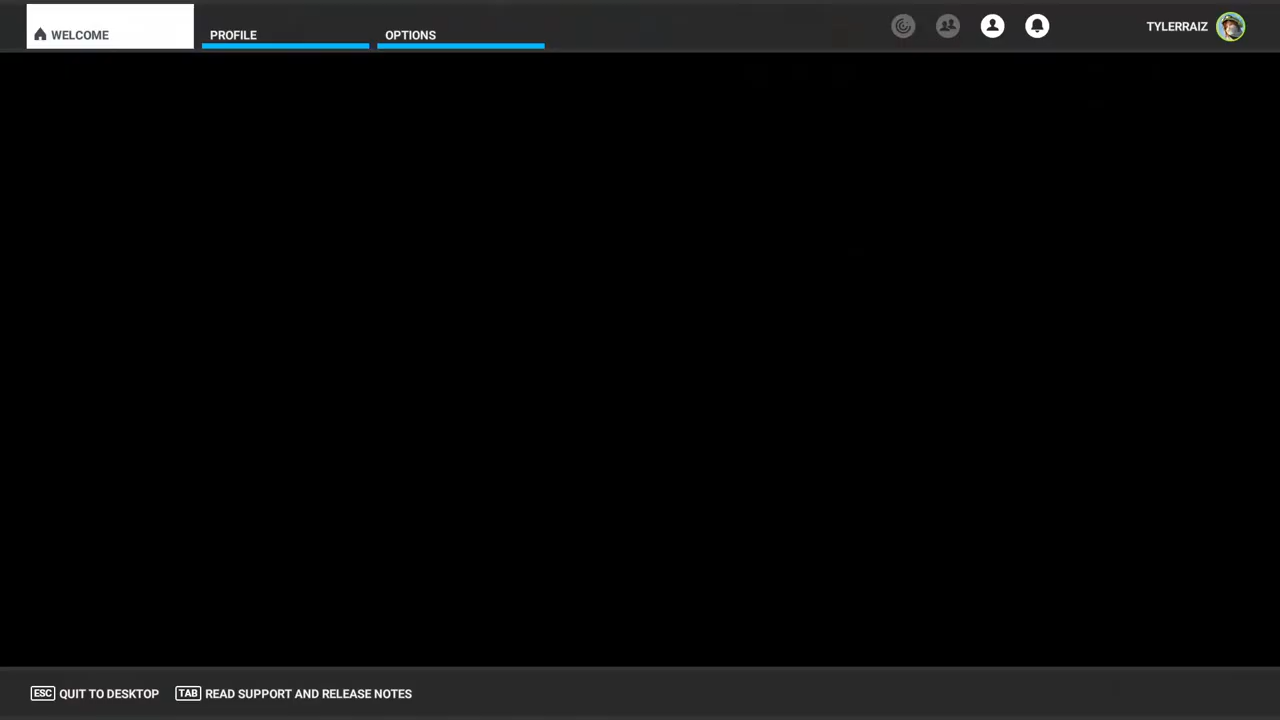 WELCOME
PROFILE
OPTIONS
TYLERRAIZ
ESC QUIT TO DESKTOP TAB READ SUPPORT AND RELEASE NOTES